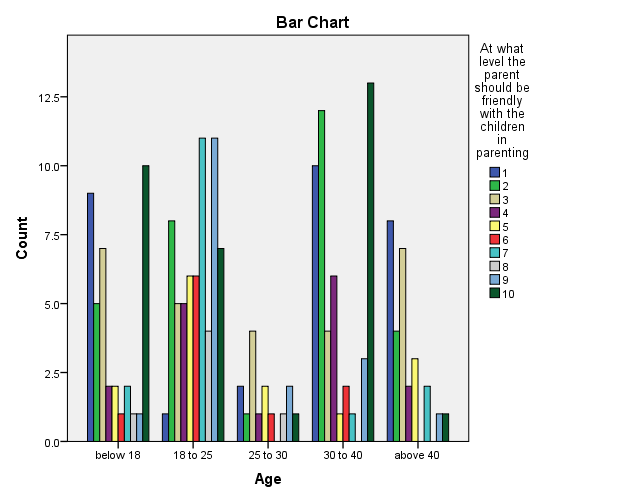 Bar Chart
At what
level the
parent
should be
friendly
with the
children
in
parenting
1
2
3
4
5
6
7
8
9
10
Count
12.5
10.0
7.5
5.0
2.5
0.0
below 18
18 to 25
25 to 30
30 to 40
above 40
Age